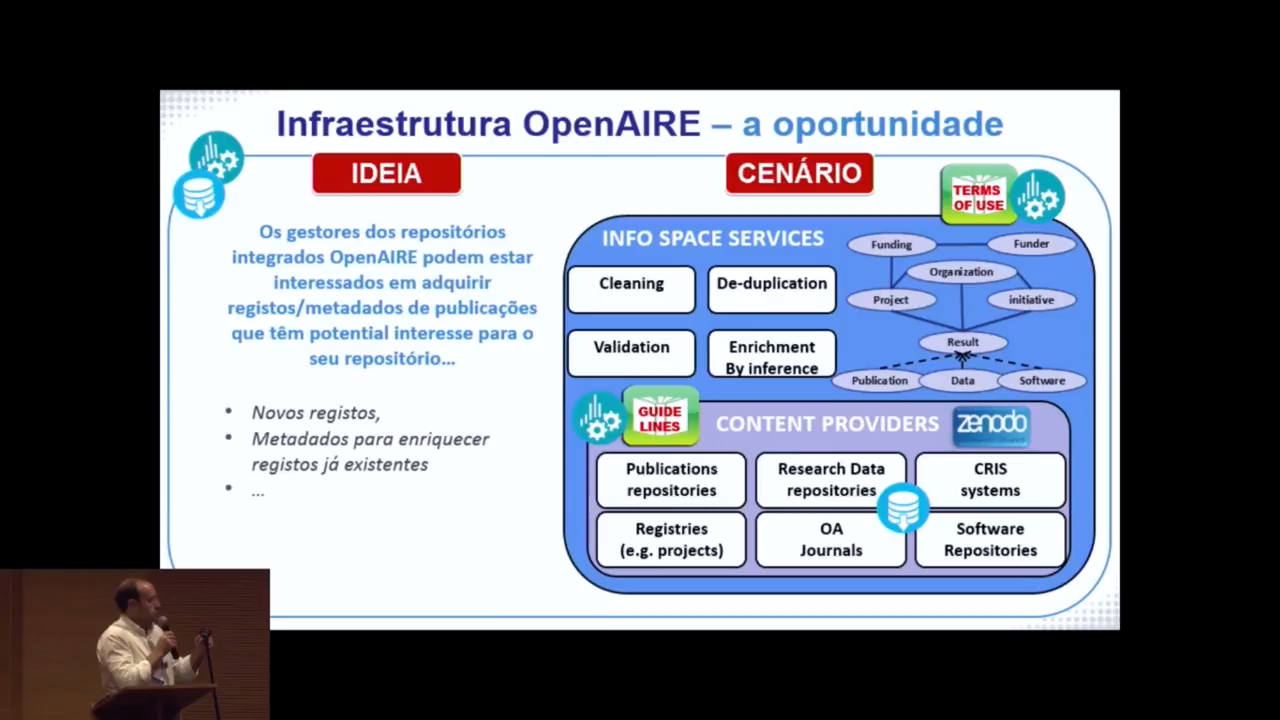 Infraestrutura OpenAIRE – a oportunidade
IDEIA
Os gestores dos repositórios
integrados OpenAIRE podem estar
interessados em adquirir
registos/metadados de publicações
que têm potential interesse para o
seu repositório...
• Novos registos,
• Metadados para enriquecer
registos já existentes
• ...
CENÁRIO
TERMS
OF USE
INFO SPACE SERVICES
Cleaning
De-duplication
Validation
Enrichment
By inference
Funding
Funder
Organization
Project
initiative
Result
Publication
Data
Software
GUIDE
LINES
CONTENT PROVIDERS
zenodo
Publications
repositories
Research Data
repositories
CRIS
systems
Registries
(e.g. projects)
OA
Journals
Software
Repositories